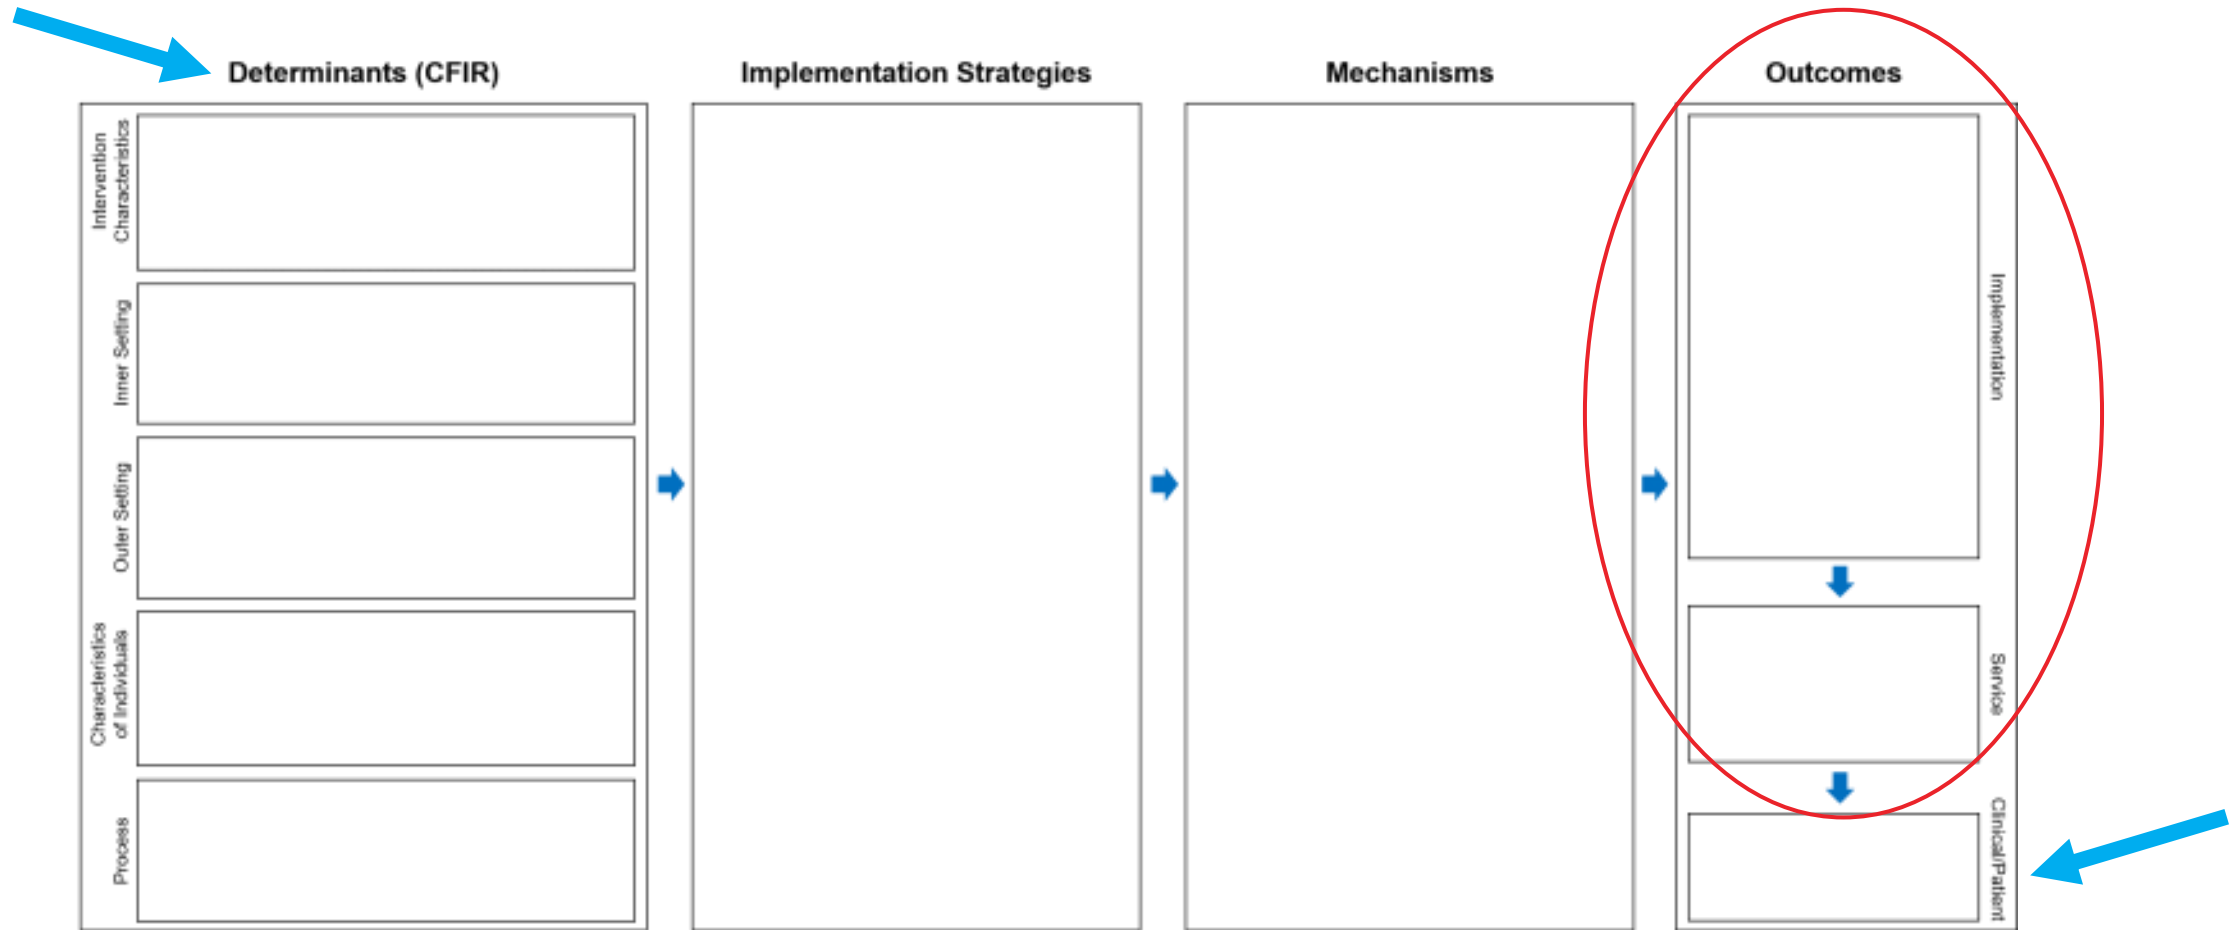 Determinants (CFIR)
Implementation Strategies
Mechanisms
Outcomes
Intervention
Characteristics
Inner Setting
Outer Setting
Characteristics
of Individuals
Process
Implementation
Service
Clinical/Patient